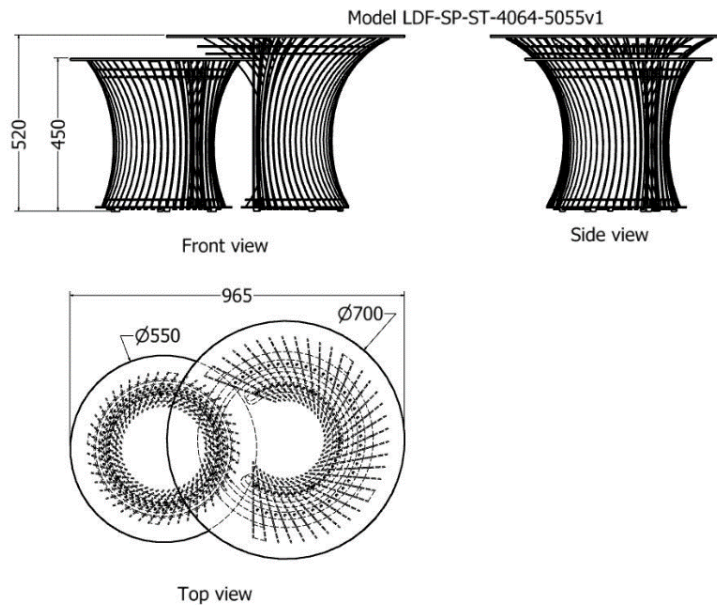 Model LDF-SP-ST-4064-5055v1
520
450
Front view
Side view
965
Ø550
Ø700
Top view